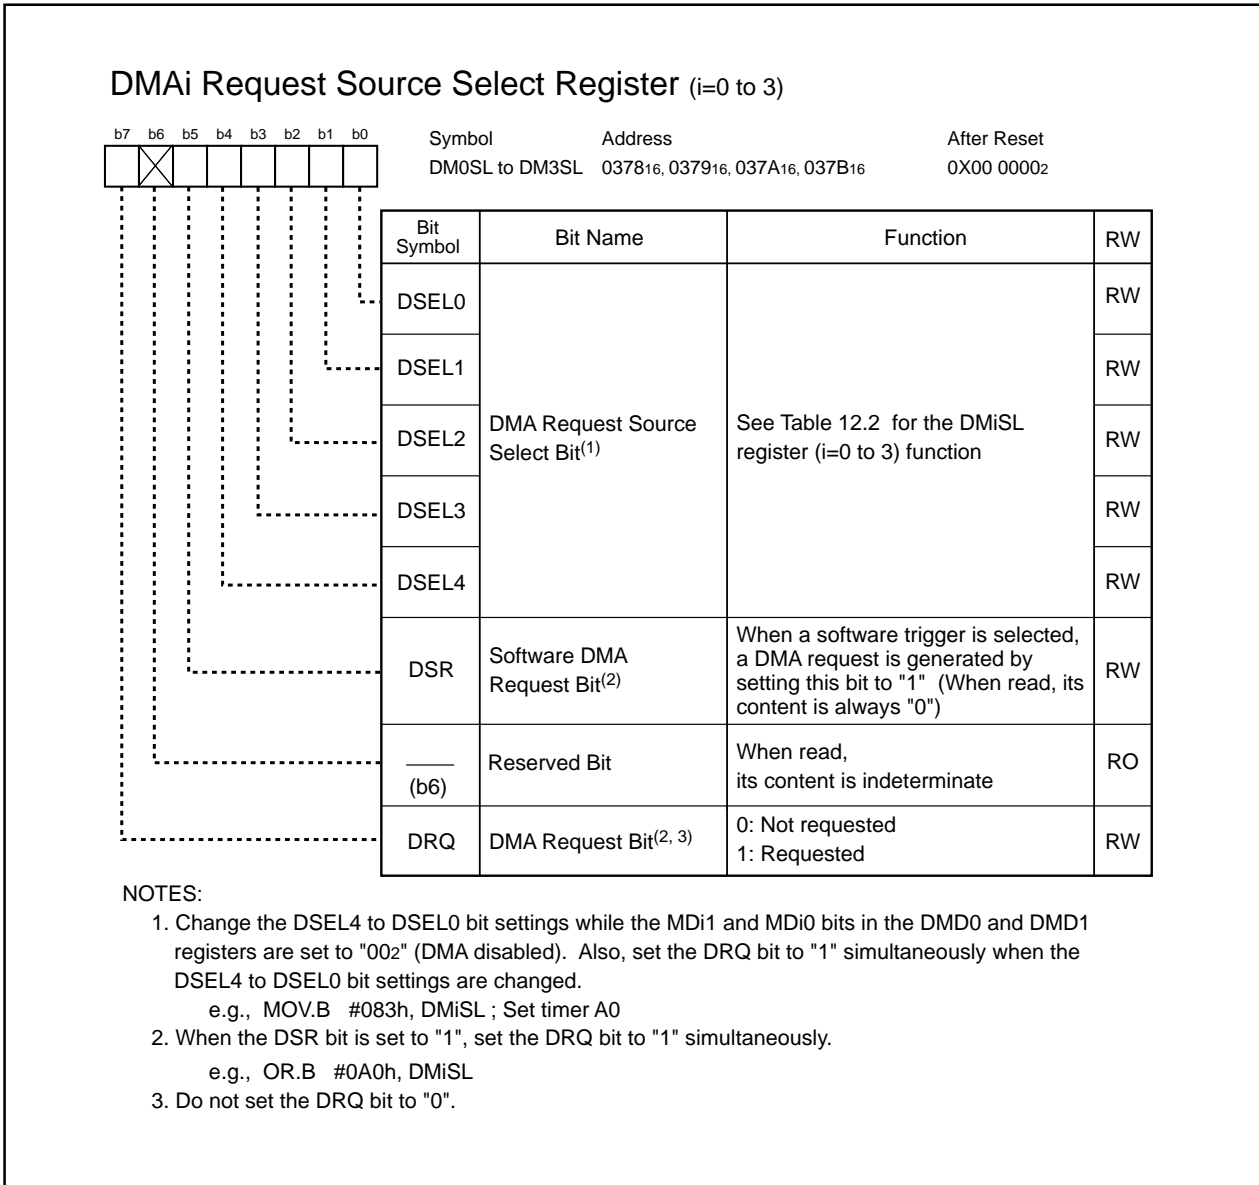 DMAi Request Source Select Register (i=0 to 3)
b7 b6 b5 b4 b3 b2 b1 b0
Symbol Address After Reset
DM0SL to DM3SL 037816, 037916, 037A16, 037B16 0X00 00002
Bit Symbol Bit Name Function RW
DSEL0 RW
DSEL1 RW
DSEL2 DMA Request Source Select Bit(1) See Table 12.2 for the DMiSL register (i=0 to 3) function RW
DSEL3 RW
DSEL4 RW
DSR Software DMA Request Bit(2) When a software trigger is selected, a DMA request is generated by setting this bit to "1" (When read, its content is always "0") RW
(b6) Reserved Bit When read, its content is indeterminate RO
DRQ DMA Request Bit(2, 3) 0: Not requested 1: Requested RW
NOTES:
1. Change the DSEL4 to DSEL0 bit settings while the MDi1 and MDi0 bits in the DMD0 and DMD1
registers are set to "002" (DMA disabled). Also, set the DRQ bit to "1" simultaneously when the
DSEL4 to DSEL0 bit settings are changed.
e.g., MOV.B #083h, DMiSL ; Set timer A0
2. When the DSR bit is set to "1", set the DRQ bit to "1" simultaneously.
e.g., OR.B #0A0h, DMiSL
3. Do not set the DRQ bit to "0".